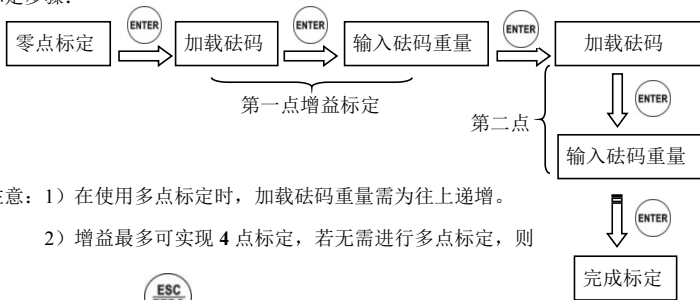 定步骤：
ENTER ENTER ENTER
零点标定 加载砝码 输入砝码重量 加载砝码
第一点增益标定
ENTER
第二点
输入砝码重量
注意：1）在使用多点标定时，加载砝码重量需为往上递增。
ENTER
2）增益最多可实现 4 点标定，若无需进行多点标定，则
完成标定
ESC